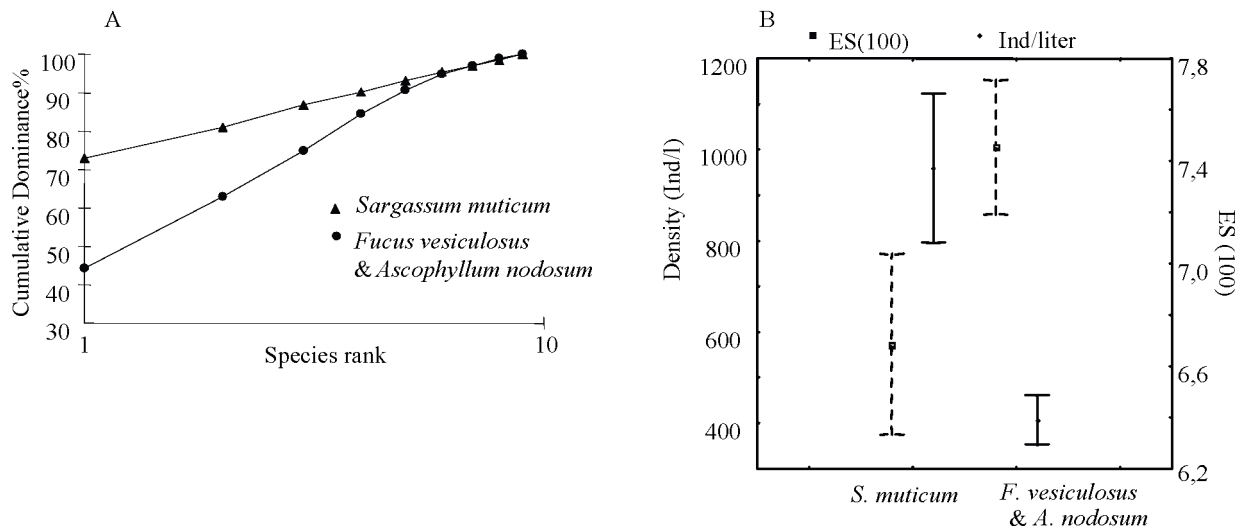 A
Cumulative Dominance%
100
90
80
70
60
50
40
30
Sargassum muticum
Fucus vesiculosus
& Ascophyllum nodosum
1
10
Species rank
B
ES(100)
Ind/liter
Density (Ind/l)
1200
1000
800
600
400
7,8
7,4
7,0
6,6
6,2
ES (100)
S. muticum
F. vesiculosus
& A. nodosum